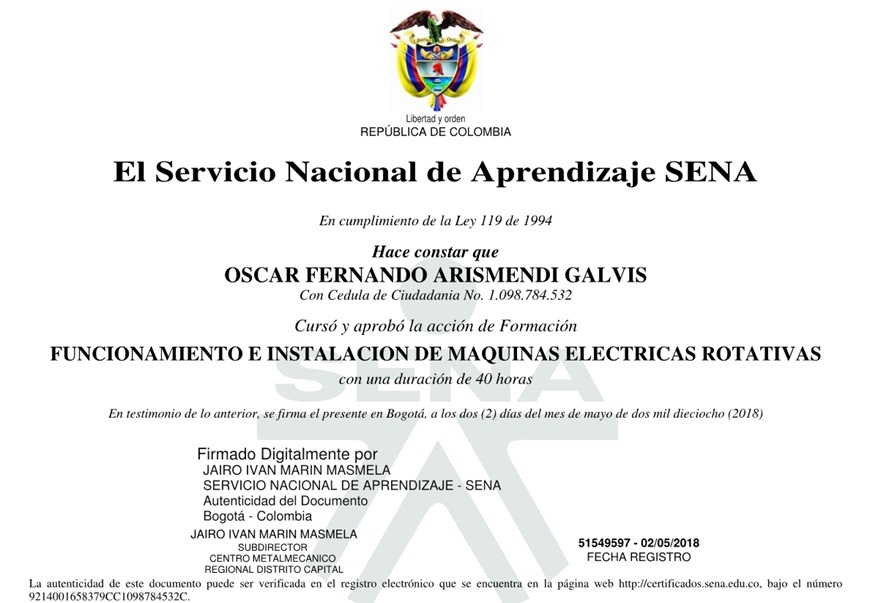 Libertad y orden
REPÚBLICA DE COLOMBIA
El Servicio Nacional de Aprendizaje SENA
En cumplimiento de la Ley 119 de 1994
Hace constar que
OSCAR FERNANDO ARISMENDI GALVIS
Con Cedula de Ciudadania No. 1.098.784.532
Cursó y aprobó la acción de Formación
FUNCIONAMIENTO E INSTALACION DE MAQUINAS ELECTRICAS ROTATIVAS
SENA
con una duración de 40 horas
En testimonio de lo anterior, se firma el presente en Bogotá, a los dos (2) días del mes de mayo de dos mil dieciocho (2018)
Firmado Digitalmente por
JAIRO IVAN MARIN MASMELA
SERVICIO NACIONAL DE APRENDIZAJE - SENA
Autenticidad del Documento
Bogotá - Colombia
JAIRO IVAN MARIN MASMELA
SUBDIRECTOR
CENTRO METALMECANICO
REGIONAL DISTRITO CAPITAL
51549597 - 02/05/2018
FECHA REGISTRO
La autenticidad de este documento puede ser verificada en el registro electrónico que se encuentra en la página web http://certificados.sena.edu.co, bajo el número
9214001658379CC1098784532C.